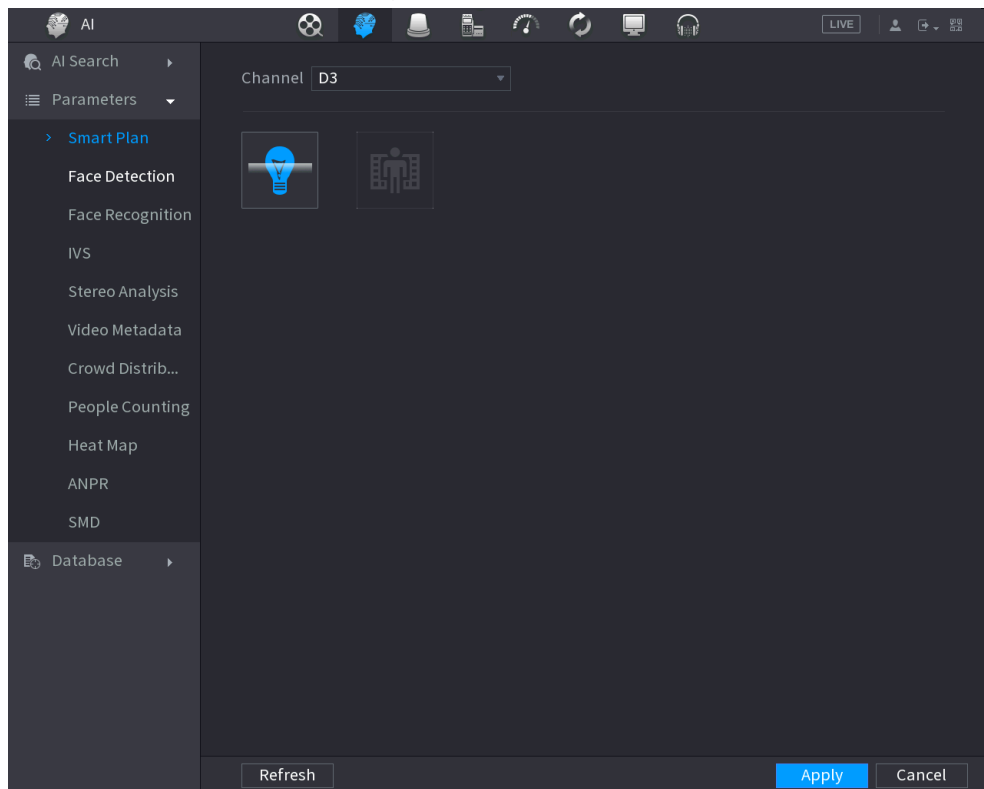 AI
LIVE
AI Search
Parameters
Smart Plan
Face Detection
Face Recognition
IVS
Stereo Analysis
Video Metadata
Crowd Distrib...
People Counting
Heat Map
ANPR
SMD
Database
Channel D3
Refresh
Apply
Cancel